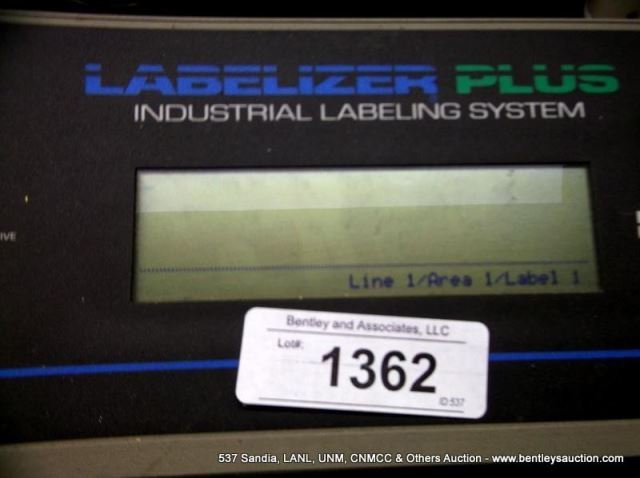 LABELIZER PLUS
INDUSTRIAL LABELING SYSTEM
IVE
Line 1/Area 1/Label 1
Bentley and Associates, LLC
Lot#:
1362
ID:537
537 Sandia, LANL, UNM, CNMCC & Others Auction - www.bentleysauction.com